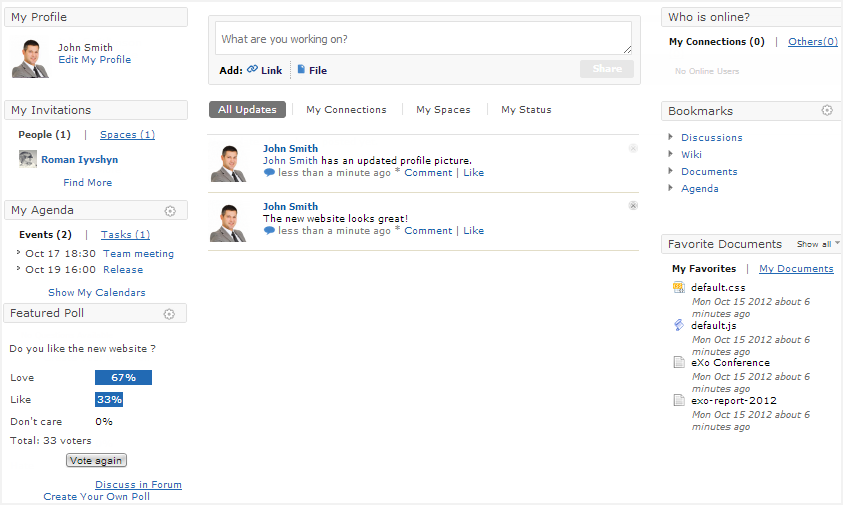 My Profile
John Smith
Edit My Profile
My Invitations
People (1) | Spaces (1)
Roman Iyvshyn
Find More
My Agenda
Events (2) | Tasks (1)
Oct 17 18:30 Team meeting
Oct 19 16:00 Release
Show My Calendars
Featured Poll
Do you like the new website ?
Love 67%
Like 33%
Don't care 0%
Total: 33 voters
Vote again
Discuss in Forum
Create Your Own Poll
What are you working on?
Add: Link File Share
All Updates | My Connections | My Spaces | My Status
John Smith
John Smith has an updated profile picture.
less than a minute ago * Comment | Like
John Smith
The new website looks great!
less than a minute ago * Comment | Like
Who is online?
My Connections (0) | Others(0)
No Online Users
Bookmarks
Discussions
Wiki
Documents
Agenda
Favorite Documents Show all
My Favorites | My Documents
default.css
Mon Oct 15 2012 about 6
minutes ago
default.js
Mon Oct 15 2012 about 6
minutes ago
eXo Conference
Mon Oct 15 2012 about 6
minutes ago
exo-report-2012
Mon Oct 15 2012 about 6
minutes ago